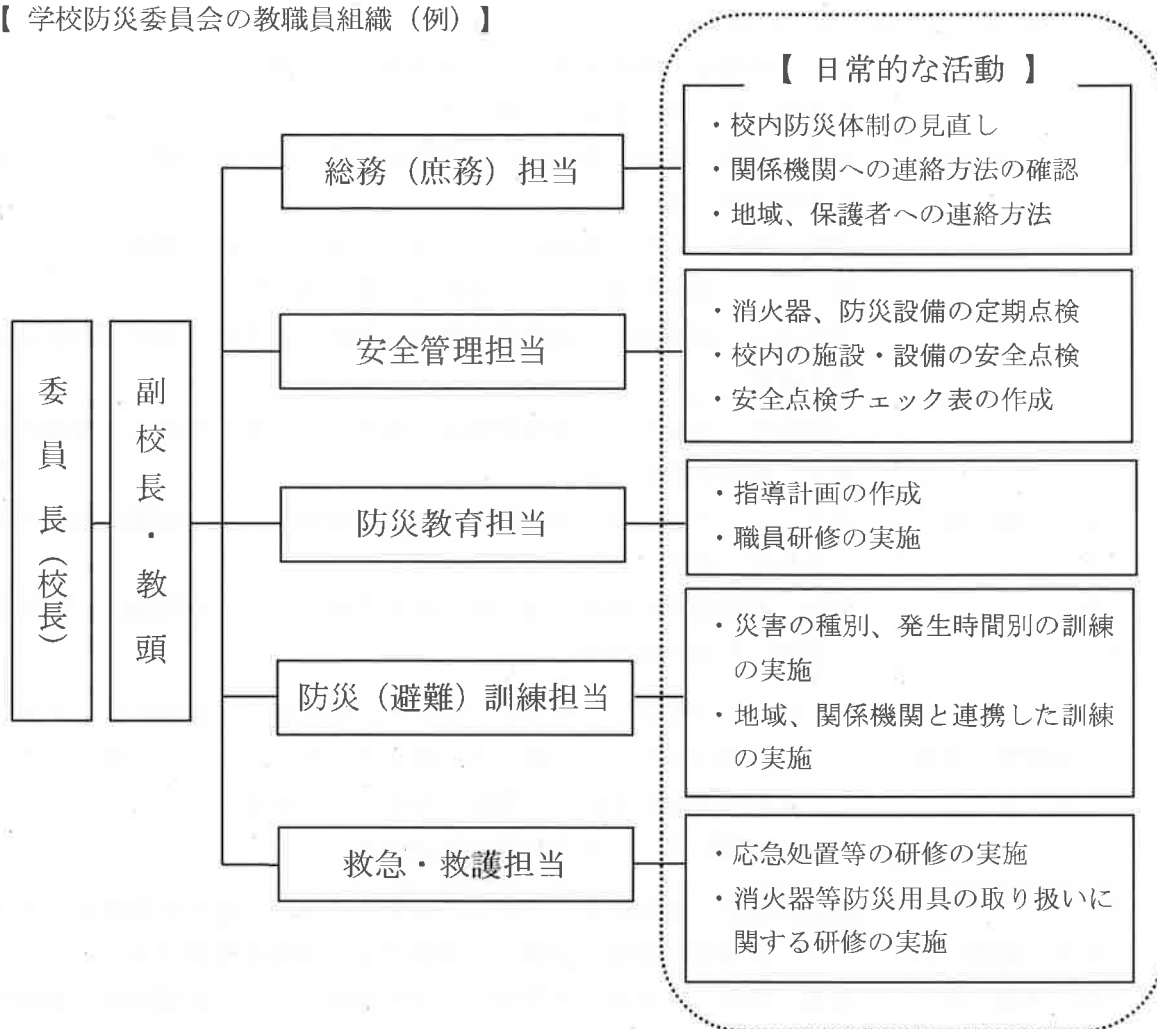 【 学校防災委員会の教職員組織（例）】
【 日常的な活動 】
委員長（校長）
副校長・教頭
総務（庶務）担当
・校内防災体制の見直し
・関係機関への連絡方法の確認
・地域、保護者への連絡方法
安全管理担当
・消火器、防災設備の定期点検
・校内の施設・設備の安全点検
・安全点検チェック表の作成
防災教育担当
・指導計画の作成
・職員研修の実施
防災（避難）訓練担当
・災害の種別、発生時間別の訓練
の実施
・地域、関係機関と連携した訓練
の実施
救急・救護担当
・応急処置等の研修の実施
・消火器等防災用具の取り扱いに
関する研修の実施